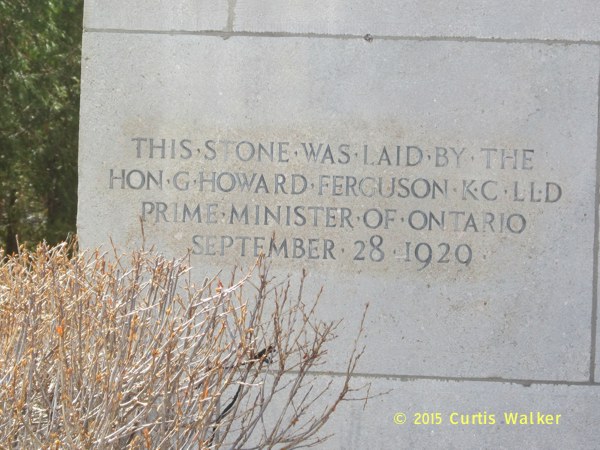 THIS·STONE·WAS·LAID·BY·THE
HON·G·HOWARD·FERGUSON·K·C·LL·D
PRIME·MINISTER·OF·ONTARIO
SEPTEMBER·28·1929·
© 2015 Curtis Walker